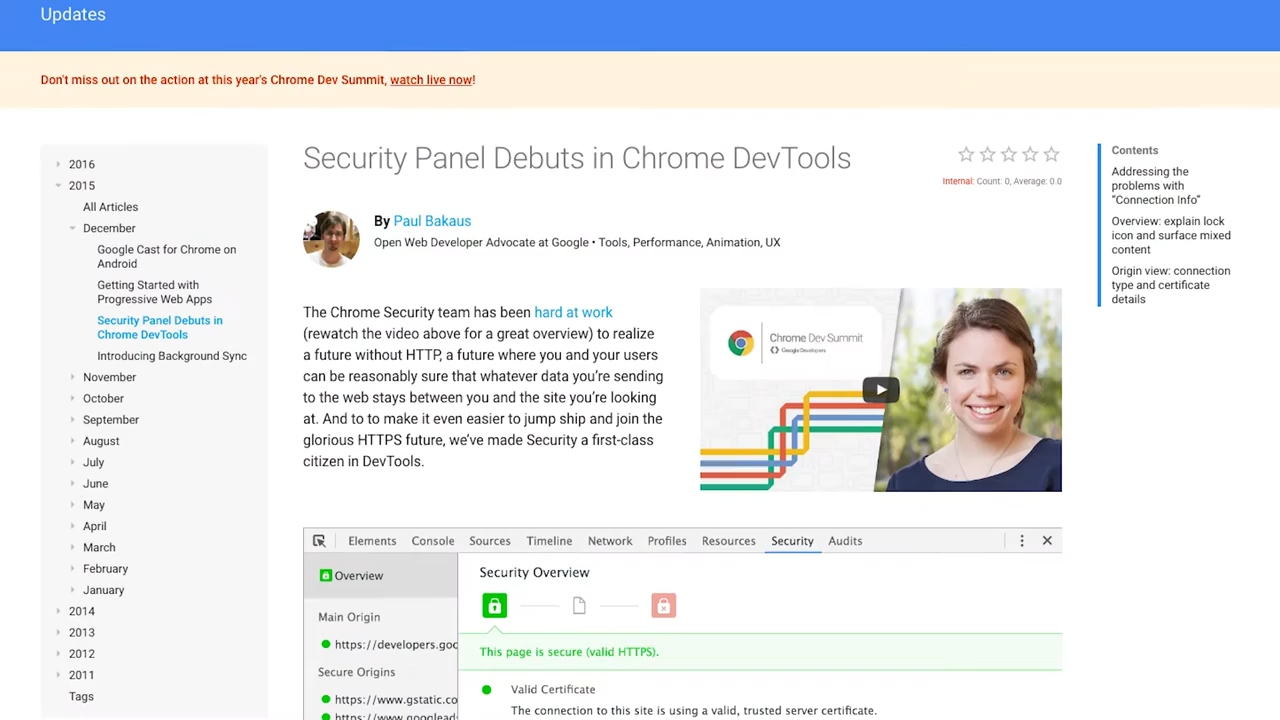 Updates
Don't miss out on the action at this year's Chrome Dev Summit, watch live now!
2016
2015
All Articles
December
Google Cast for Chrome on
Android
Getting Started with
Progressive Web Apps
Security Panel Debuts in
Chrome DevTools
Introducing Background Sync
November
October
September
August
July
June
May
April
March
February
January
2014
2013
2012
2011
Tags
Security Panel Debuts in Chrome DevTools
Internal: Count: 0, Average: 0.0
By Paul Bakaus
Open Web Developer Advocate at Google • Tools, Performance, Animation, UX
The Chrome Security team has been hard at work
(rewatch the video above for a great overview) to realize
a future without HTTP, a future where you and your users
can be reasonably sure that whatever data you’re sending
to the web stays between you and the site you’re looking
at. And to to make it even easier to jump ship and join the
glorious HTTPS future, we’ve made Security a first-class
citizen in DevTools.
Chrome Dev Summit
Google Developers
Elements Console Sources Timeline Network Profiles Resources Security Audits
Overview
Main Origin
https://developers.goo
Secure Origins
https://www.gstatic.co
https://www.googlead
Security Overview
This page is secure (valid HTTPS).
Valid Certificate
The connection to this site is using a valid, trusted server certificate.
Contents
Addressing the
problems with
“Connection Info”
Overview: explain lock
icon and surface mixed
content
Origin view: connection
type and certificate
details